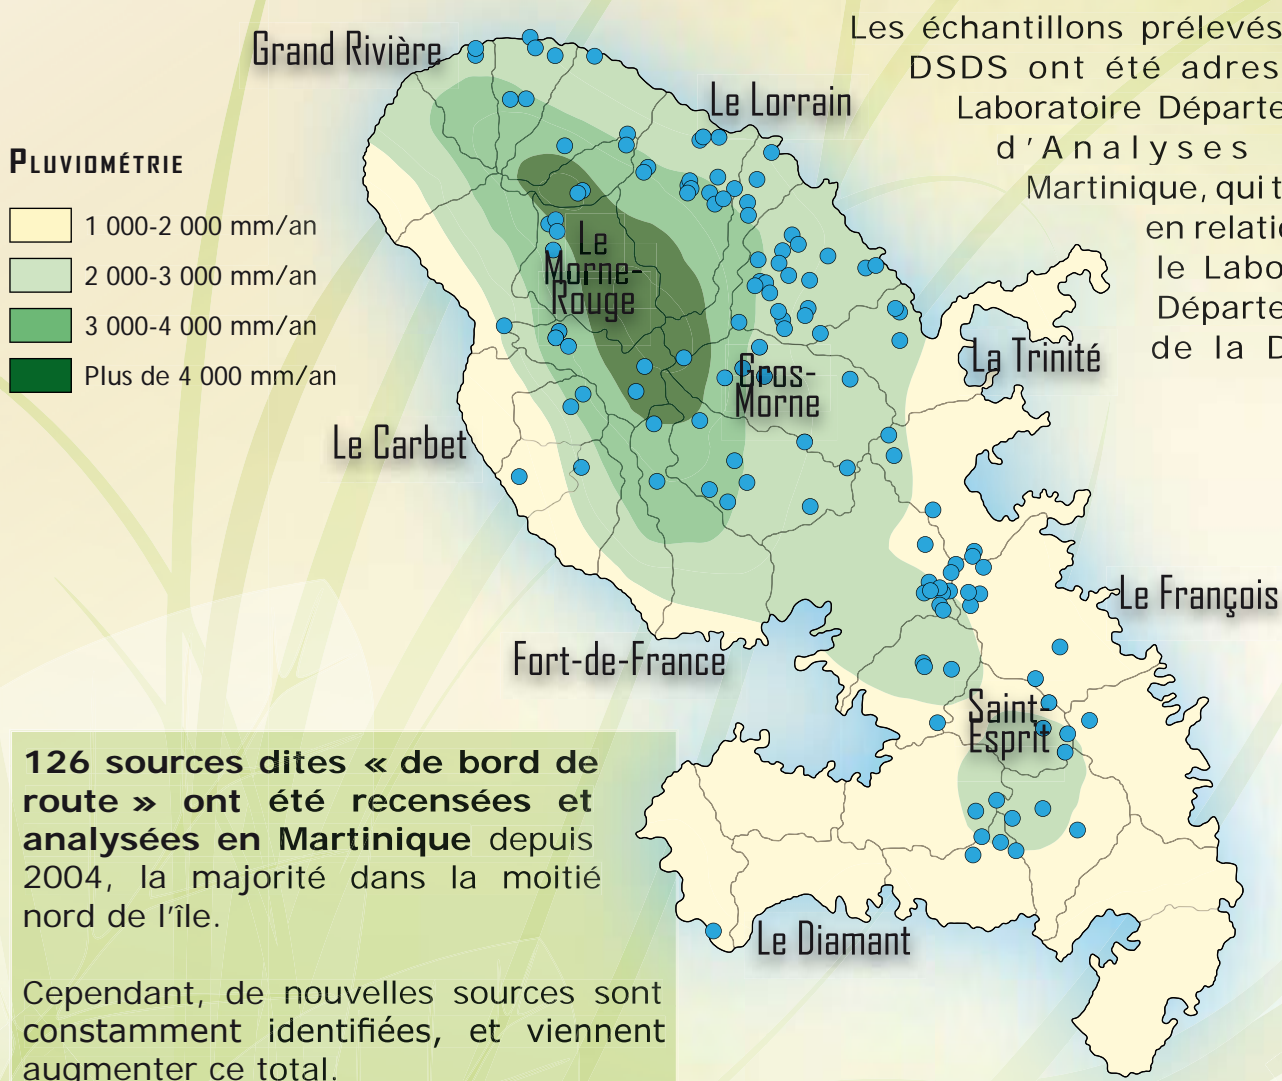 Les échantillons prélevés
DSDS ont été adres
Laboratoire Départe
d'Analyses
Martinique, qui t
en relati
le Labo
Départe
de la D
Grand Rivière
Le Lorrain
PLUVIOMÉTRIE
1 000-2 000 mm/an
2 000-3 000 mm/an
3 000-4 000 mm/an
Plus de 4 000 mm/an
Le
Morne-
Rouge
La Trinité
Gros-
Morne
Le Carbet
Le François
Fort-de-France
Saint-
Esprit
Le Diamant
126 sources dites « de bord de
route » ont été recensées et
analysées en Martinique depuis
2004, la majorité dans la moitié
nord de l'île.
Cependant, de nouvelles sources sont
constamment identifiées, et viennent
augmenter ce total.